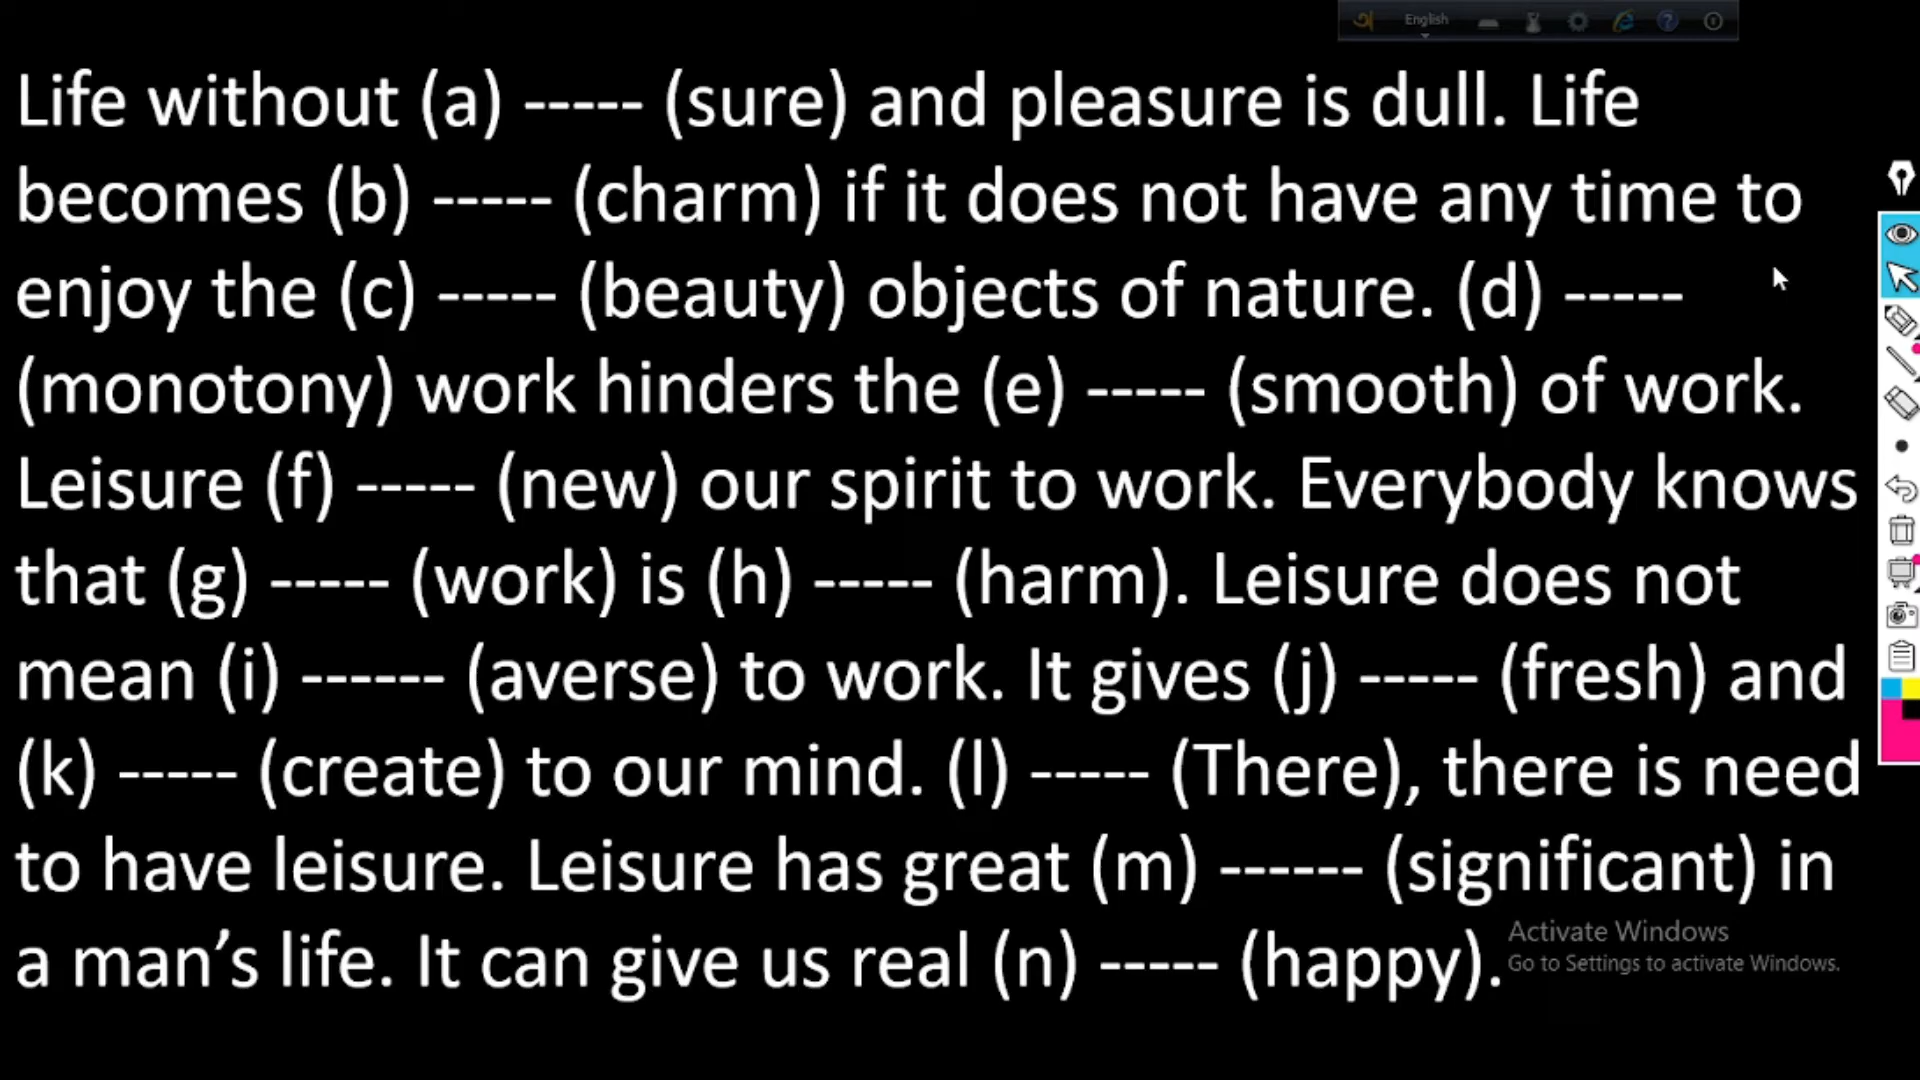 English
Life without (a) ----- (sure) and pleasure is dull. Life
becomes (b) ----- (charm) if it does not have any time to
enjoy the (c) ----- (beauty) objects of nature. (d) -----
(monotony) work hinders the (e) ----- (smooth) of work.
Leisure (f) ----- (new) our spirit to work. Everybody knows
that (g) ----- (work) is (h) ----- (harm). Leisure does not
mean (i) ------ (averse) to work. It gives (j) ----- (fresh) and
(k) ----- (create) to our mind. (l) ----- (There), there is need
to have leisure. Leisure has great (m) ------ (significant) in
a man’s life. It can give us real (n) ----- (happy).
Activate Windows
Go to Settings to activate Windows.